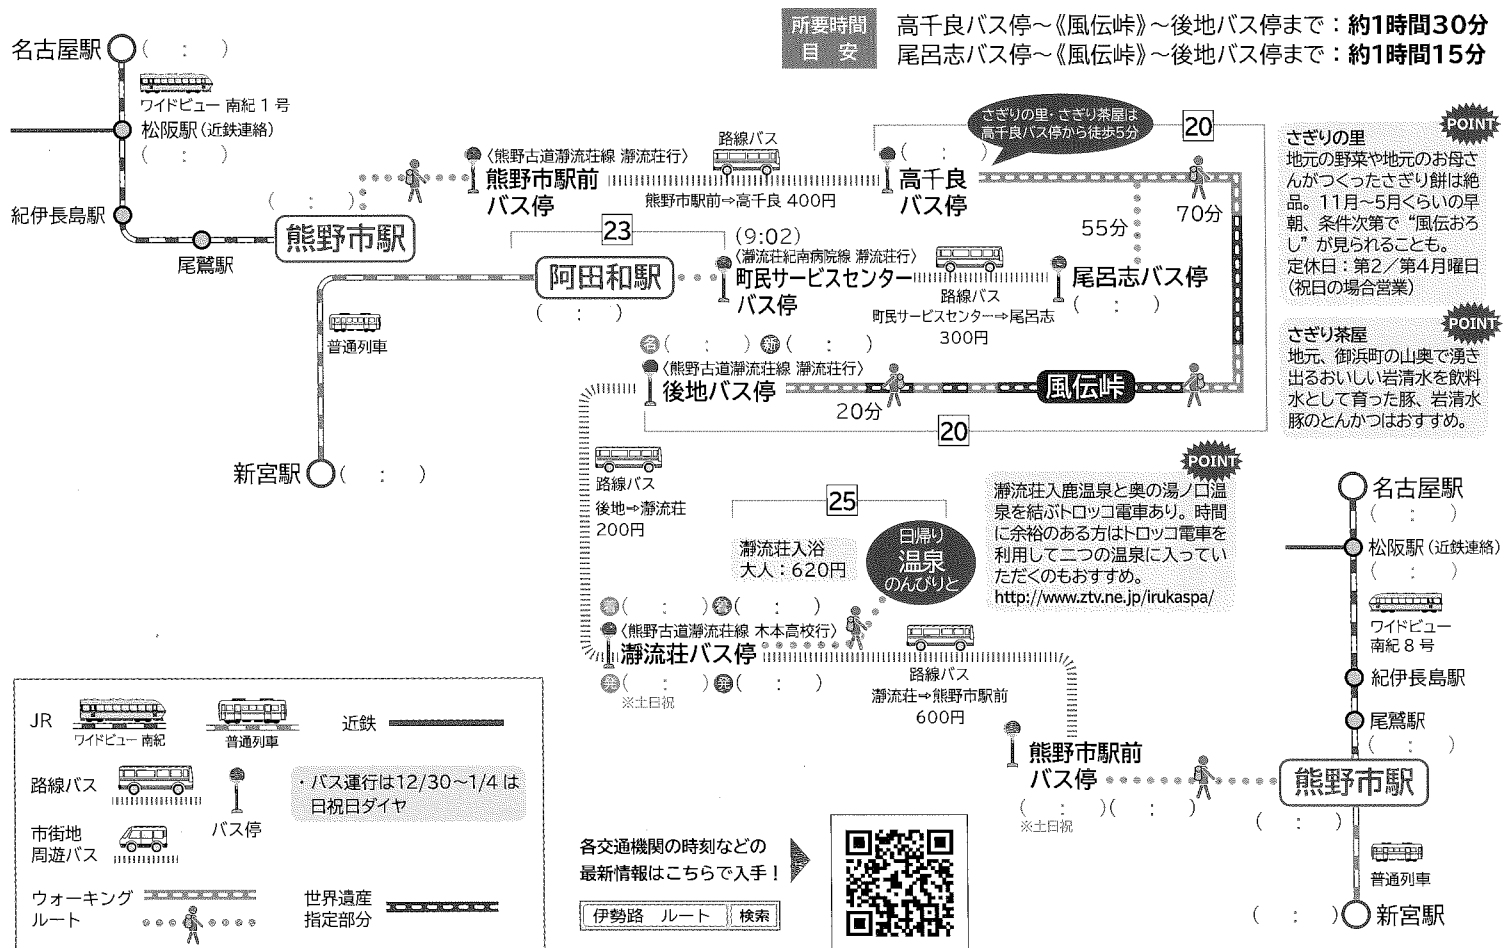 所要時間
目 安
高千良バス停～《風伝峠》～後地バス停まで：約1時間30分
尾呂志バス停～《風伝峠》～後地バス停まで：約1時間15分
名古屋駅 ( : )
ワイドビュー 南紀 1 号
松阪駅 (近鉄連絡)
( : )
紀伊長島駅
尾鷲駅
( : )
熊野市駅
〈熊野古道瀞流荘線 瀞流荘行〉
熊野市駅前
バス停
路線バス
熊野市駅前⇒高千良 400円
さぎりの里・さぎり茶屋は
高千良バス停から徒歩5分
20
( : )
高千良
バス停
70分
55分
23
阿田和駅
( : )
普通列車
新宮駅 ( : )
(9:02)
〈瀞流荘紀南病院線 瀞流荘行〉
町民サービスセンター
バス停
路線バス
町民サービスセンター⇒尾呂志
300円
尾呂志バス停
( : )
名 ( : ) 新 ( : )
〈熊野古道瀞流荘線 瀞流荘行〉
後地バス停
20分
風伝峠
20
POINT
さぎりの里
地元の野菜や地元のお母さ
んがつくったさぎり餅は絶
品。11月～5月くらいの早
朝、条件次第で“風伝おろ
し”が見られることも。
定休日：第2／第4月曜日
(祝日の場合営業)
POINT
さぎり茶屋
地元、御浜町の山奥で湧き
出るおいしい岩清水を飲料
水として育った豚、岩清水
豚のとんかつはおすすめ。
路線バス
後地⇒瀞流荘
200円
25
瀞流荘入浴
大人：620円
日帰り
温泉
のんびりと
POINT
瀞流荘入鹿温泉と奥の湯ノ口温
泉を結ぶトロッコ電車あり。時間
に余裕のある方はトロッコ電車を
利用して二つの温泉に入ってい
ただくのもおすすめ。
http://www.ztv.ne.jp/irukaspa/
着 ( : ) 着 ( : )
〈熊野古道瀞流荘線 木本高校行〉
瀞流荘バス停
発 ( : ) 発 ( : )
※土日祝
路線バス
瀞流荘⇒熊野市駅前
600円
熊野市駅前
バス停
( : ) ( : )
※土日祝
名古屋駅
( : )
松阪駅 (近鉄連絡)
( : )
ワイドビュー
南紀 8 号
紀伊長島駅
尾鷲駅
( : )
熊野市駅
( : )
普通列車
( : ) 新宮駅
JR
ワイドビュー 南紀
普通列車
近鉄
路線バス
バス停
・バス運行は12/30～1/4は
日祝日ダイヤ
市街地
周遊バス
ウォーキング
ルート
世界遺産
指定部分
各交通機関の時刻などの
最新情報はこちらで入手！
伊勢路 ルート 検索